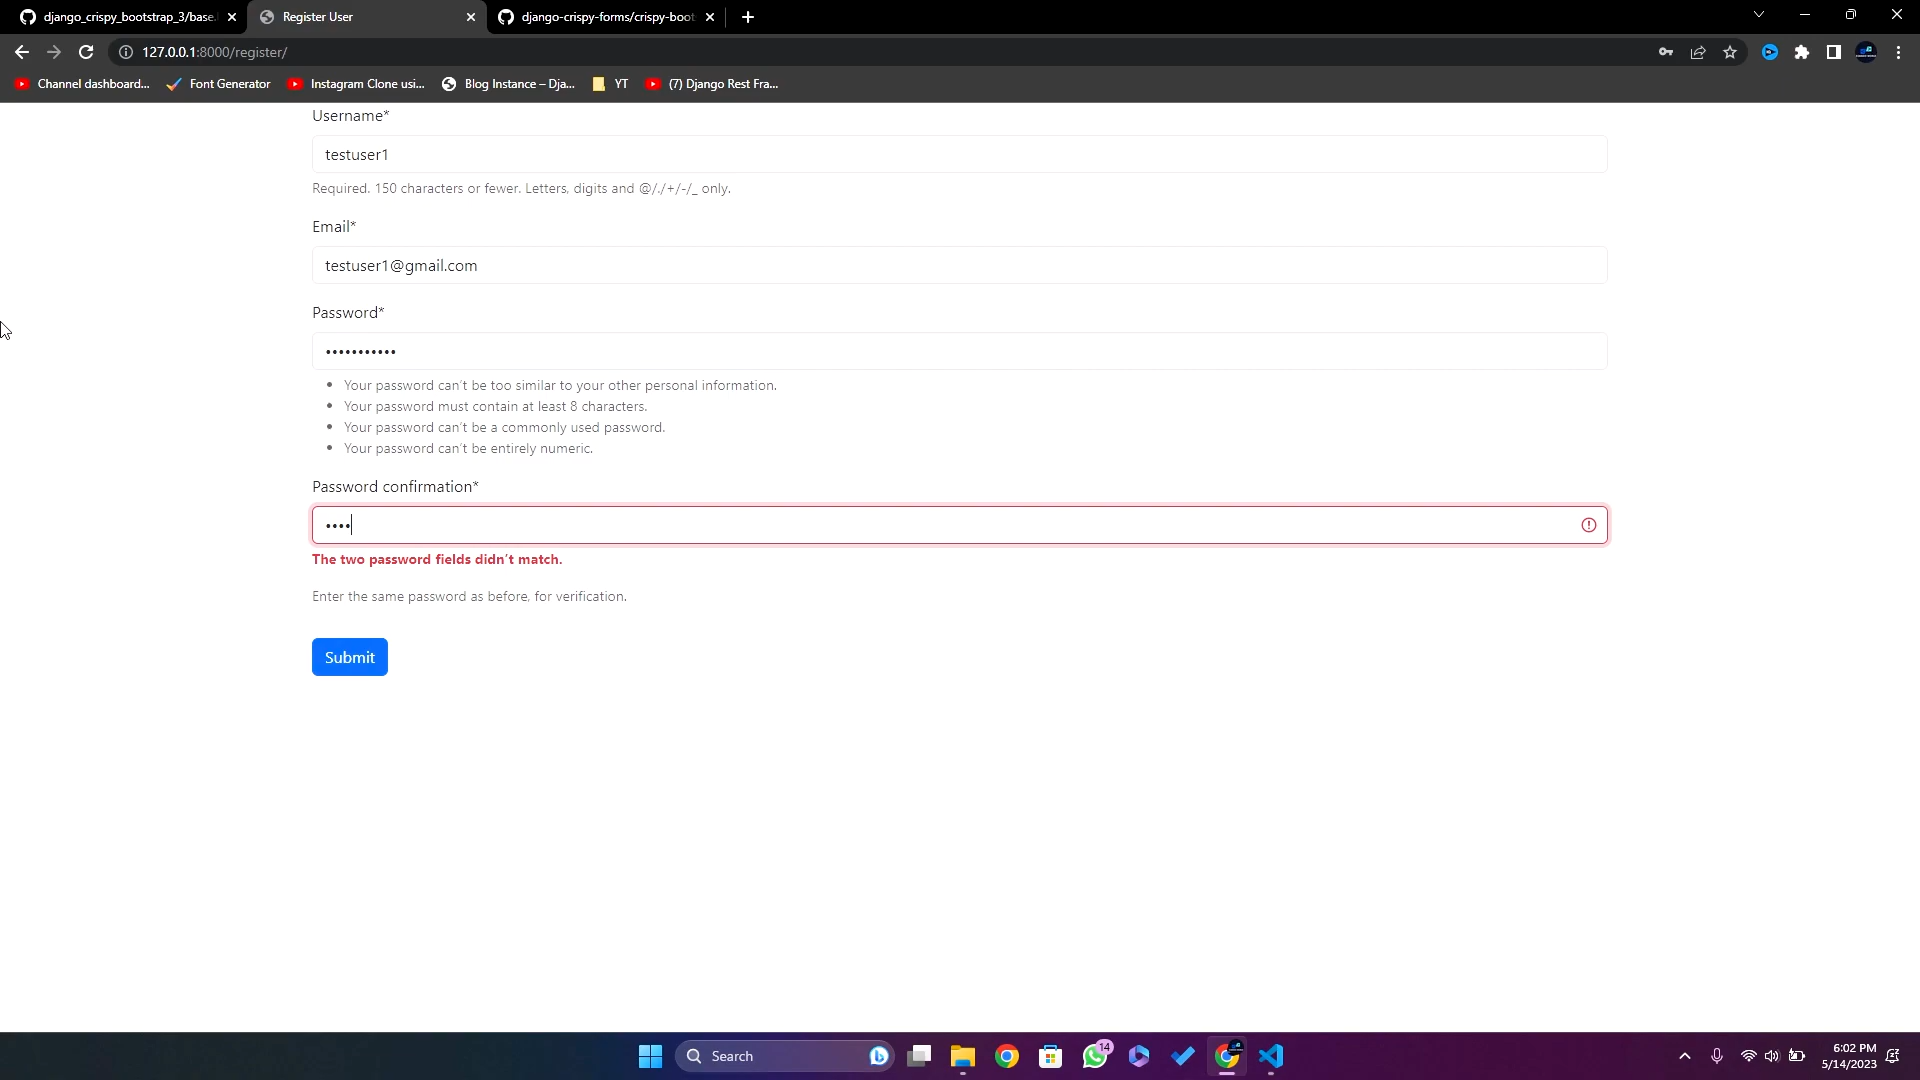 django_crispy_bootstrap_3/base.
Register User
django-crispy-forms/crispy-boot
127.0.0.1:8000/register/
Channel dashboard...
Font Generator
Instagram Clone usi...
Blog Instance – Dja...
YT
(7) Django Rest Fra...
Username*
testuser1
Required. 150 characters or fewer. Letters, digits and @/./+/-/_ only.
Email*
testuser1@gmail.com
Password*
•••••••••••
• Your password can't be too similar to your other personal information.
• Your password must contain at least 8 characters.
• Your password can't be a commonly used password.
• Your password can't be entirely numeric.
Password confirmation*
••••
The two password fields didn't match.
Enter the same password as before, for verification.
Submit
Search
14
6:02 PM
5/14/2023